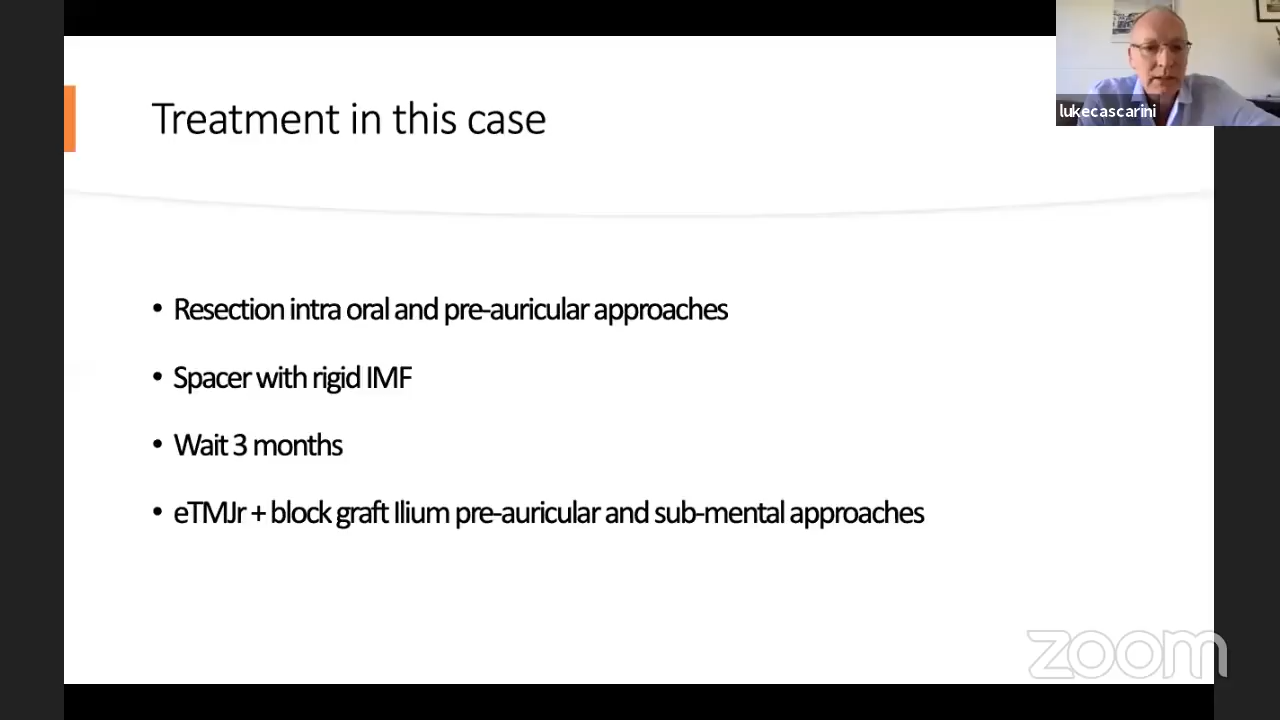 lukecascarini
Treatment in this case
• Resection intra oral and pre-auricular approaches
• Spacer with rigid IMF
• Wait 3 months
• eTMJr + block graft Ilium pre-auricular and sub-mental approaches
zoom